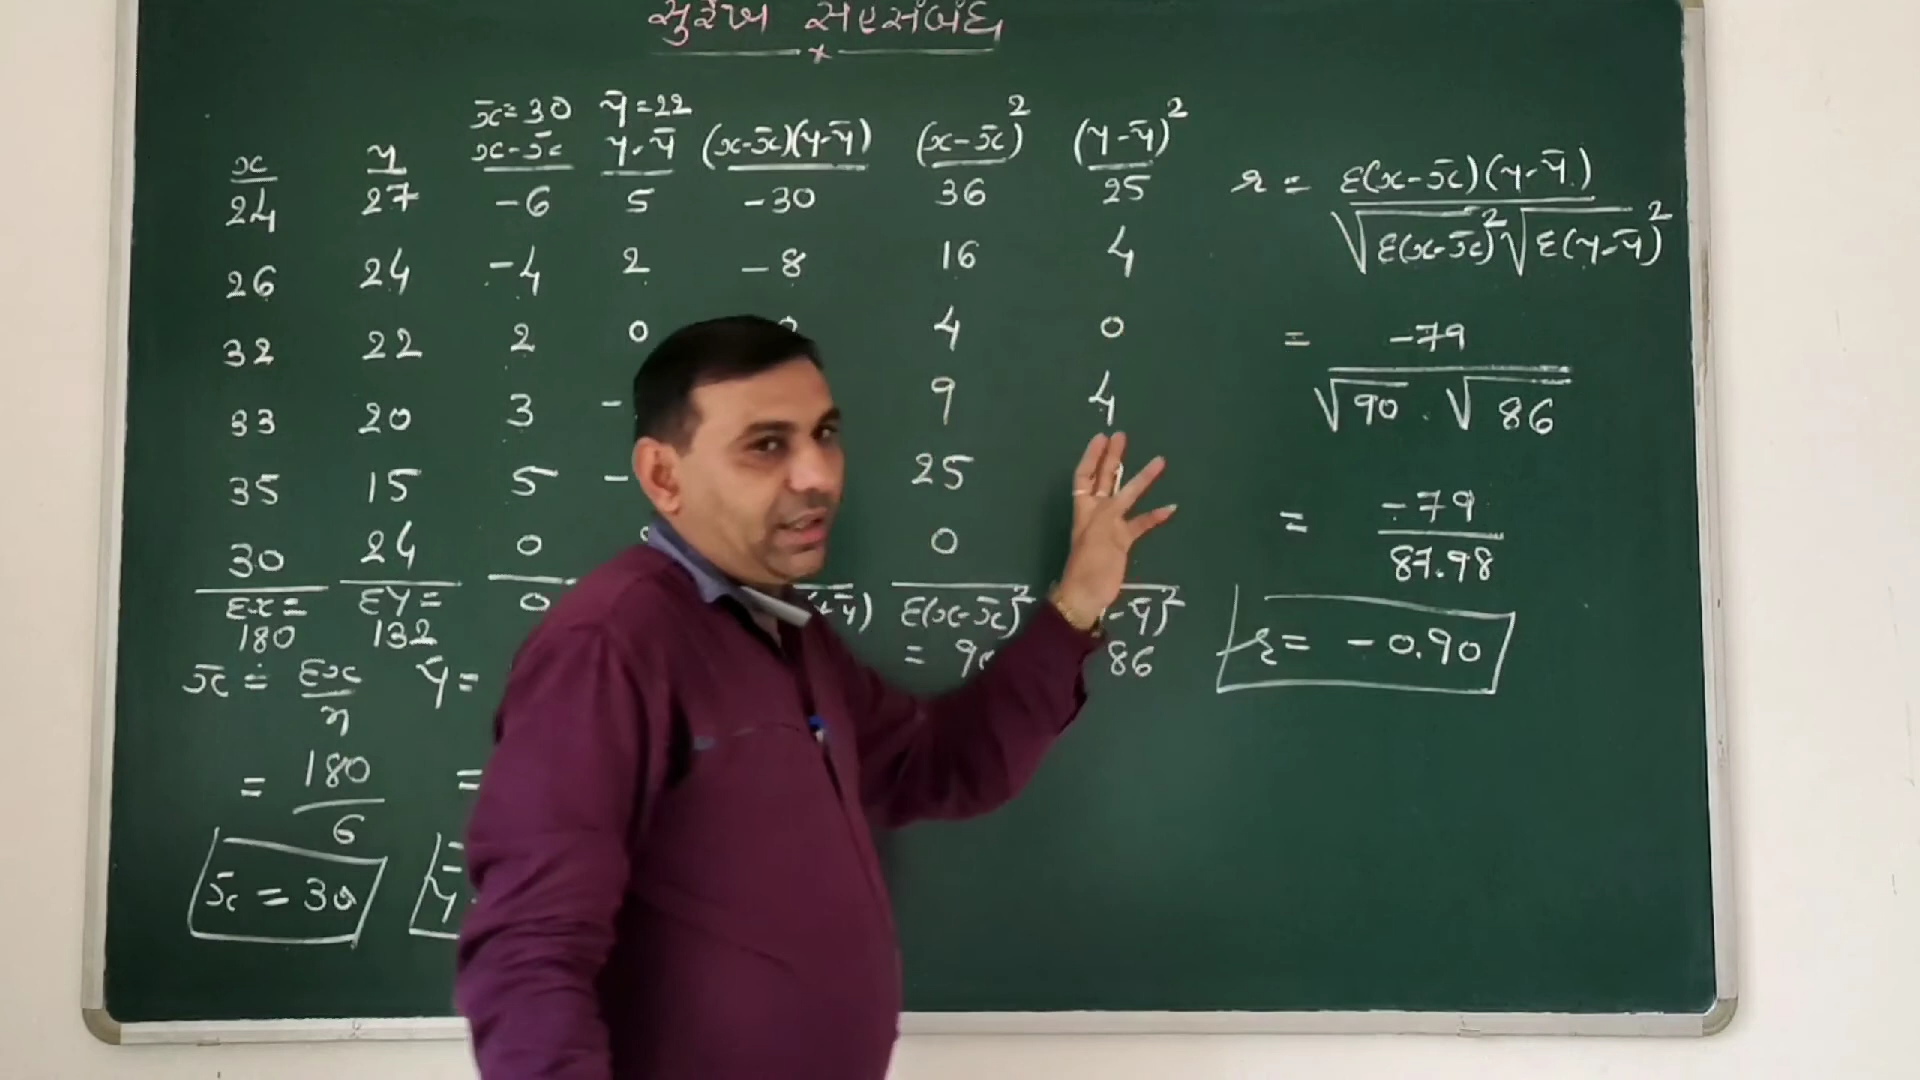 સુરેખ સહસંબંધ
x̄ = 30 ȳ = 22
x y x-x̄ y-ȳ (x-x̄)(y-ȳ) (x-x̄)² (y-ȳ)²
24 27 -6 5 -30 36 25
26 24 -4 2 -8 16 4
32 22 2 0 4 0
33 20 3 - 9 4
35 15 5 - 25
30 24 0 0
Σx = Σy = 0 Σ(x-x̄)²
180 132 = 86
x̄ = Σx/n ȳ =
= 180/6 =
x̄ = 30
r = Σ(x-x̄)(y-ȳ) / √Σ(x-x̄)² √Σ(y-ȳ)²
= -79 / √90 . √86
= -79 / 87.98
r = -0.90